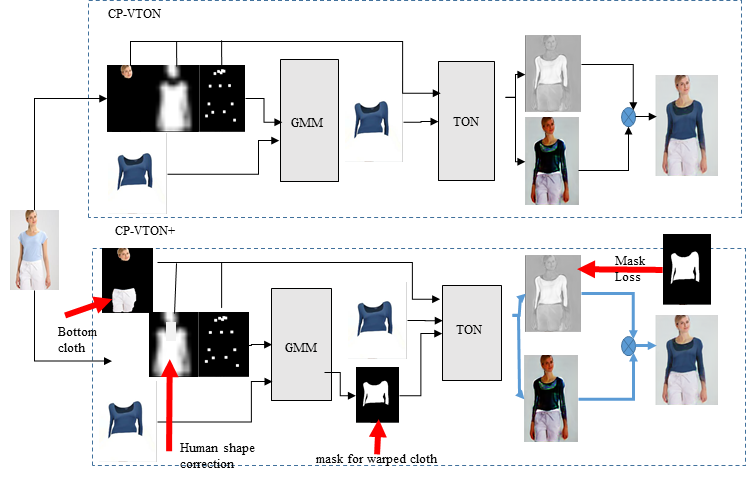 CP-VTON
GMM
TON
CP-VTON+
Bottom
cloth
GMM
TON
Mask
Loss
Human shape
correction
mask for warped cloth